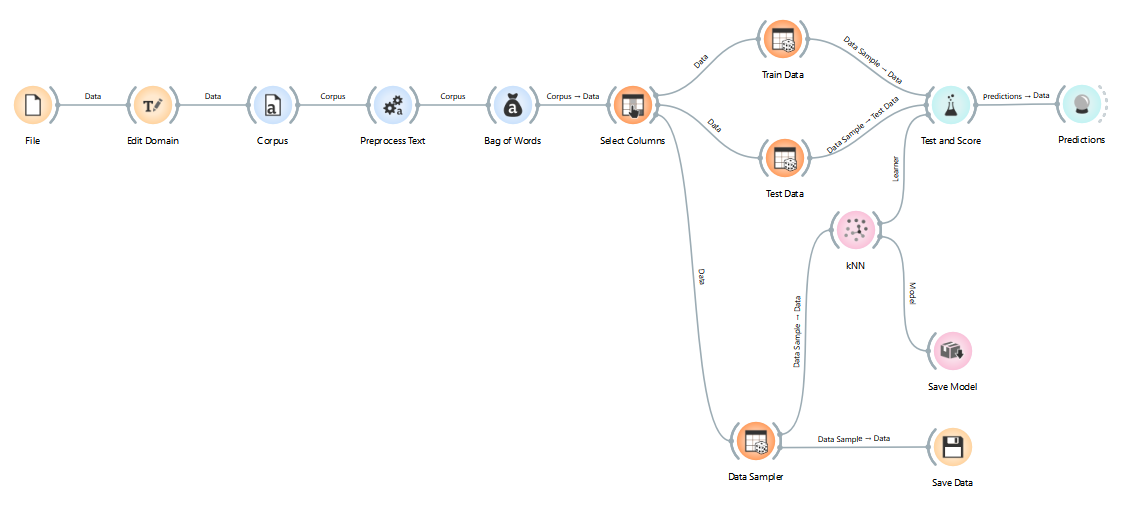 File
Data
Edit Domain
Data
Corpus
Corpus
Preprocess Text
Corpus
Bag of Words
Corpus → Data
Select Columns
Data
Train Data
Data Sample → Data
Data
Test Data
Data Sample → Test Data
Test and Score
Predictions → Data
Predictions
Learner
kNN
Data
Data Sample → Data
Model
Save Model
Data Sampler
Data Sample → Data
Save Data